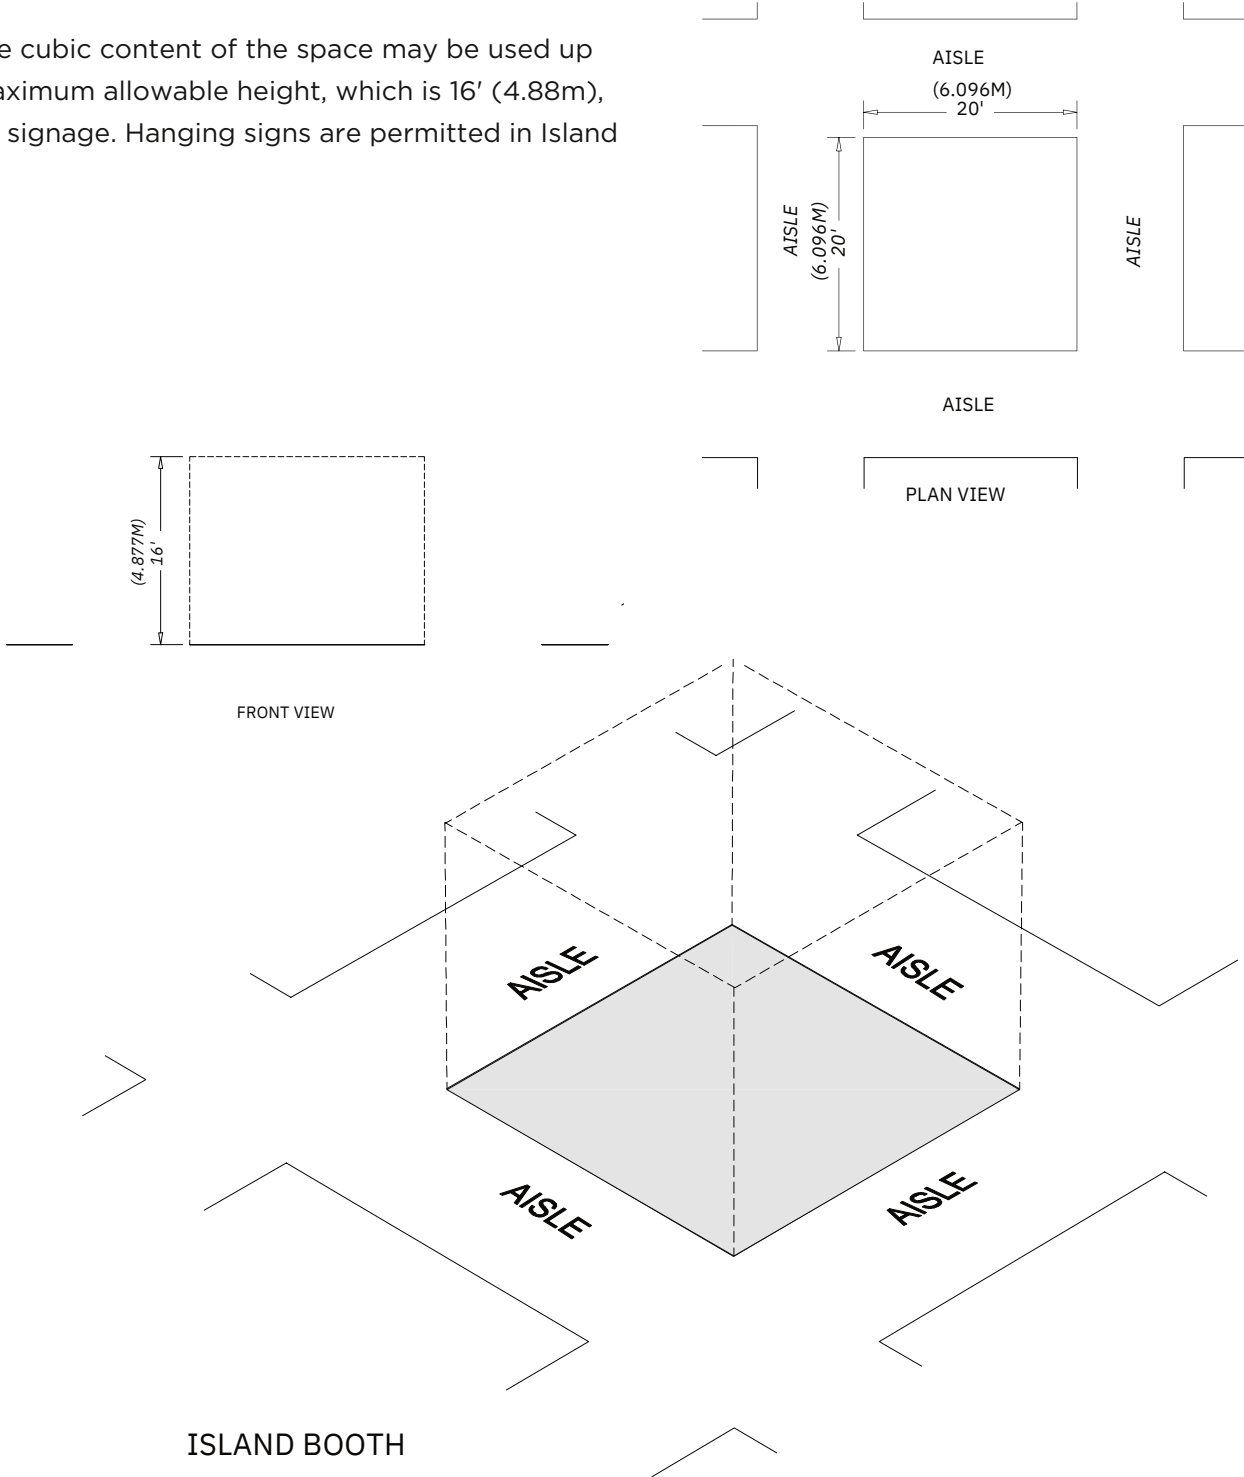 e cubic content of the space may be used up
aximum allowable height, which is 16' (4.88m),
signage. Hanging signs are permitted in Island
AISLE
(6.096M)
20'
AISLE
(6.096M)
20'
AISLE
AISLE
PLAN VIEW
(4.877M)
16'
FRONT VIEW
AISLE
AISLE
AISLE
AISLE
ISLAND BOOTH